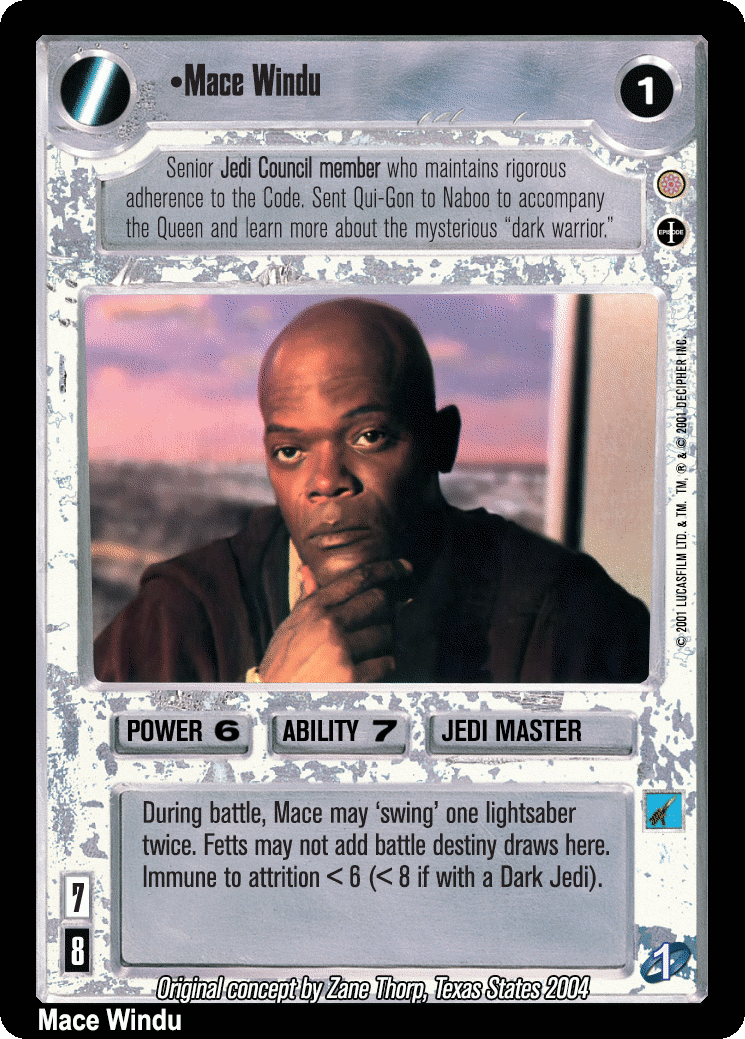 •Mace Windu
1
Senior Jedi Council member who maintains rigorous
adherence to the Code. Sent Qui-Gon to Naboo to accompany
the Queen and learn more about the mysterious “dark warrior.”
EPISODE
I
© 2001 LUCASFILM LTD. & TM. TM, ® & © 2001 DECIPHER INC.
POWER 6
ABILITY 7
JEDI MASTER
During battle, Mace may ‘swing’ one lightsaber
twice. Fetts may not add battle destiny draws here.
Immune to attrition < 6 (< 8 if with a Dark Jedi).
7
8
1
Original concept by Zane Thorp, Texas States 2004
Mace Windu